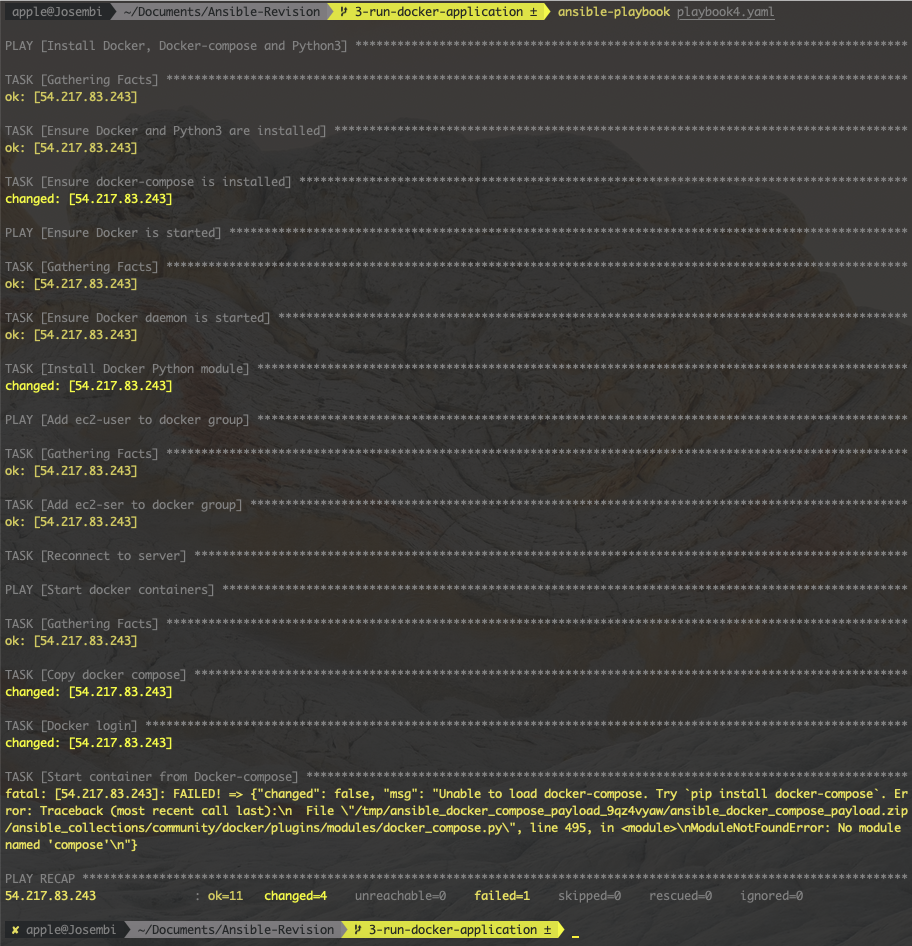 apple@Josembi ~/Documents/Ansible-Revision 3-run-docker-application ± ansible-playbook playbook4.yaml
PLAY [Install Docker, Docker-compose and Python3] *******************************************************************************
TASK [Gathering Facts] **********************************************************************************************************
ok: [54.217.83.243]
TASK [Ensure Docker and Python3 are installed] **********************************************************************************
ok: [54.217.83.243]
TASK [Ensure docker-compose is installed] ***************************************************************************************
changed: [54.217.83.243]
PLAY [Ensure Docker is started] *************************************************************************************************
TASK [Gathering Facts] **********************************************************************************************************
ok: [54.217.83.243]
TASK [Ensure Docker daemon is started] ******************************************************************************************
ok: [54.217.83.243]
TASK [Install Docker Python module] *********************************************************************************************
changed: [54.217.83.243]
PLAY [Add ec2-user to docker group] *********************************************************************************************
TASK [Gathering Facts] **********************************************************************************************************
ok: [54.217.83.243]
TASK [Add ec2-ser to docker group] **********************************************************************************************
ok: [54.217.83.243]
TASK [Reconnect to server] ******************************************************************************************************
PLAY [Start docker containers] **************************************************************************************************
TASK [Gathering Facts] **********************************************************************************************************
ok: [54.217.83.243]
TASK [Copy docker compose] ******************************************************************************************************
changed: [54.217.83.243]
TASK [Docker login] *************************************************************************************************************
changed: [54.217.83.243]
TASK [Start container from Docker-compose] **************************************************************************************
fatal: [54.217.83.243]: FAILED! => {"changed": false, "msg": "Unable to load docker-compose. Try `pip install docker-compose`. Er
ror: Traceback (most recent call last):\n  File \"/tmp/ansible_docker_compose_payload_9qz4vyaw/ansible_docker_compose_payload.zip
/ansible_collections/community/docker/plugins/modules/docker_compose.py\", line 495, in <module>\nModuleNotFoundError: No module
named 'compose'\n"}
PLAY RECAP **********************************************************************************************************************
54.217.83.243 : ok=11 changed=4 unreachable=0 failed=1 skipped=0 rescued=0 ignored=0
✘ apple@Josembi ~/Documents/Ansible-Revision 3-run-docker-application ±